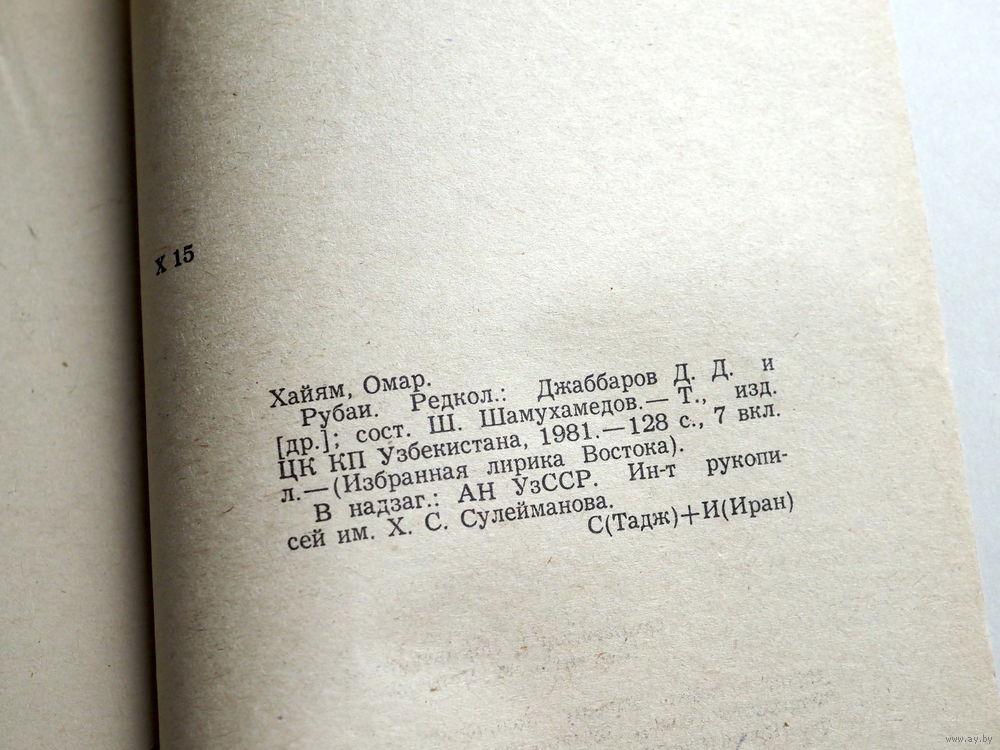 Х 15
Хайям, Омар.
Рубаи. Редкол.: Джаббаров Д. Д. и
[др.]; сост. Ш. Шамухамедов.— Т., изд.
ЦК КП Узбекистана, 1981.—128 с., 7 вкл.
л.—(Избранная лирика Востока).
В надзаг.: АН УзССР. Ин-т рукопи-
сей им. Х. С. Сулейманова.
С(Тадж)+И(Иран)
www.ay.by